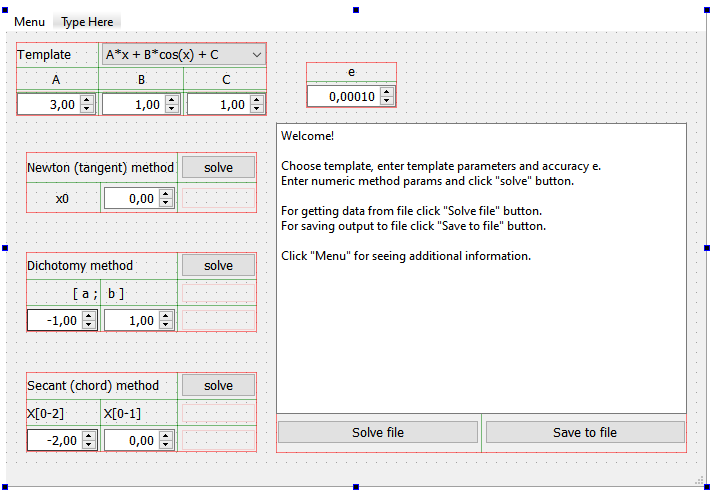 Menu Type Here
Template A*x + B*cos(x) + C
A B C
3,00 1,00 1,00
e
0,00010
Newton (tangent) method solve
x0 0,00
Dichotomy method solve
[ a ; b ]
-1,00 1,00
Secant (chord) method solve
X[0-2] X[0-1]
-2,00 0,00
Welcome!
Choose template, enter template parameters and accuracy e.
Enter numeric method params and click "solve" button.
For getting data from file click "Solve file" button.
For saving output to file click "Save to file" button.
Click "Menu" for seeing additional information.
Solve file Save to file